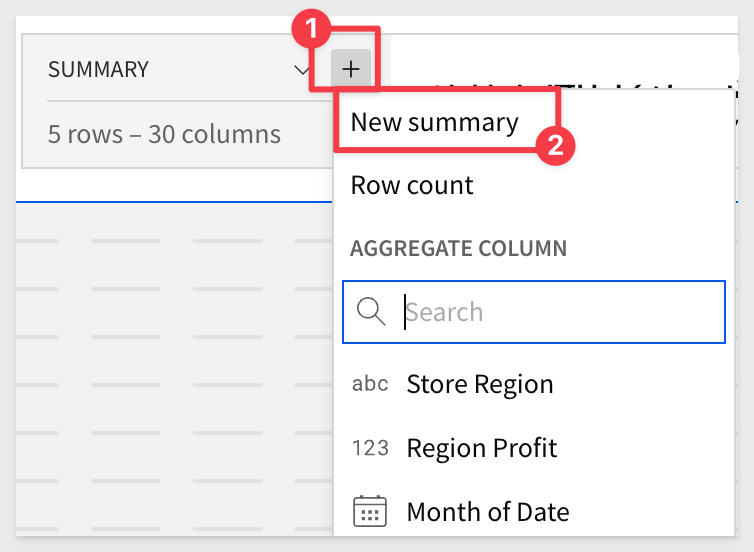 1
SUMMARY +
5 rows – 30 columns
New summary
2
Row count
AGGREGATE COLUMN
Search
abc Store Region
123 Region Profit
Month of Date